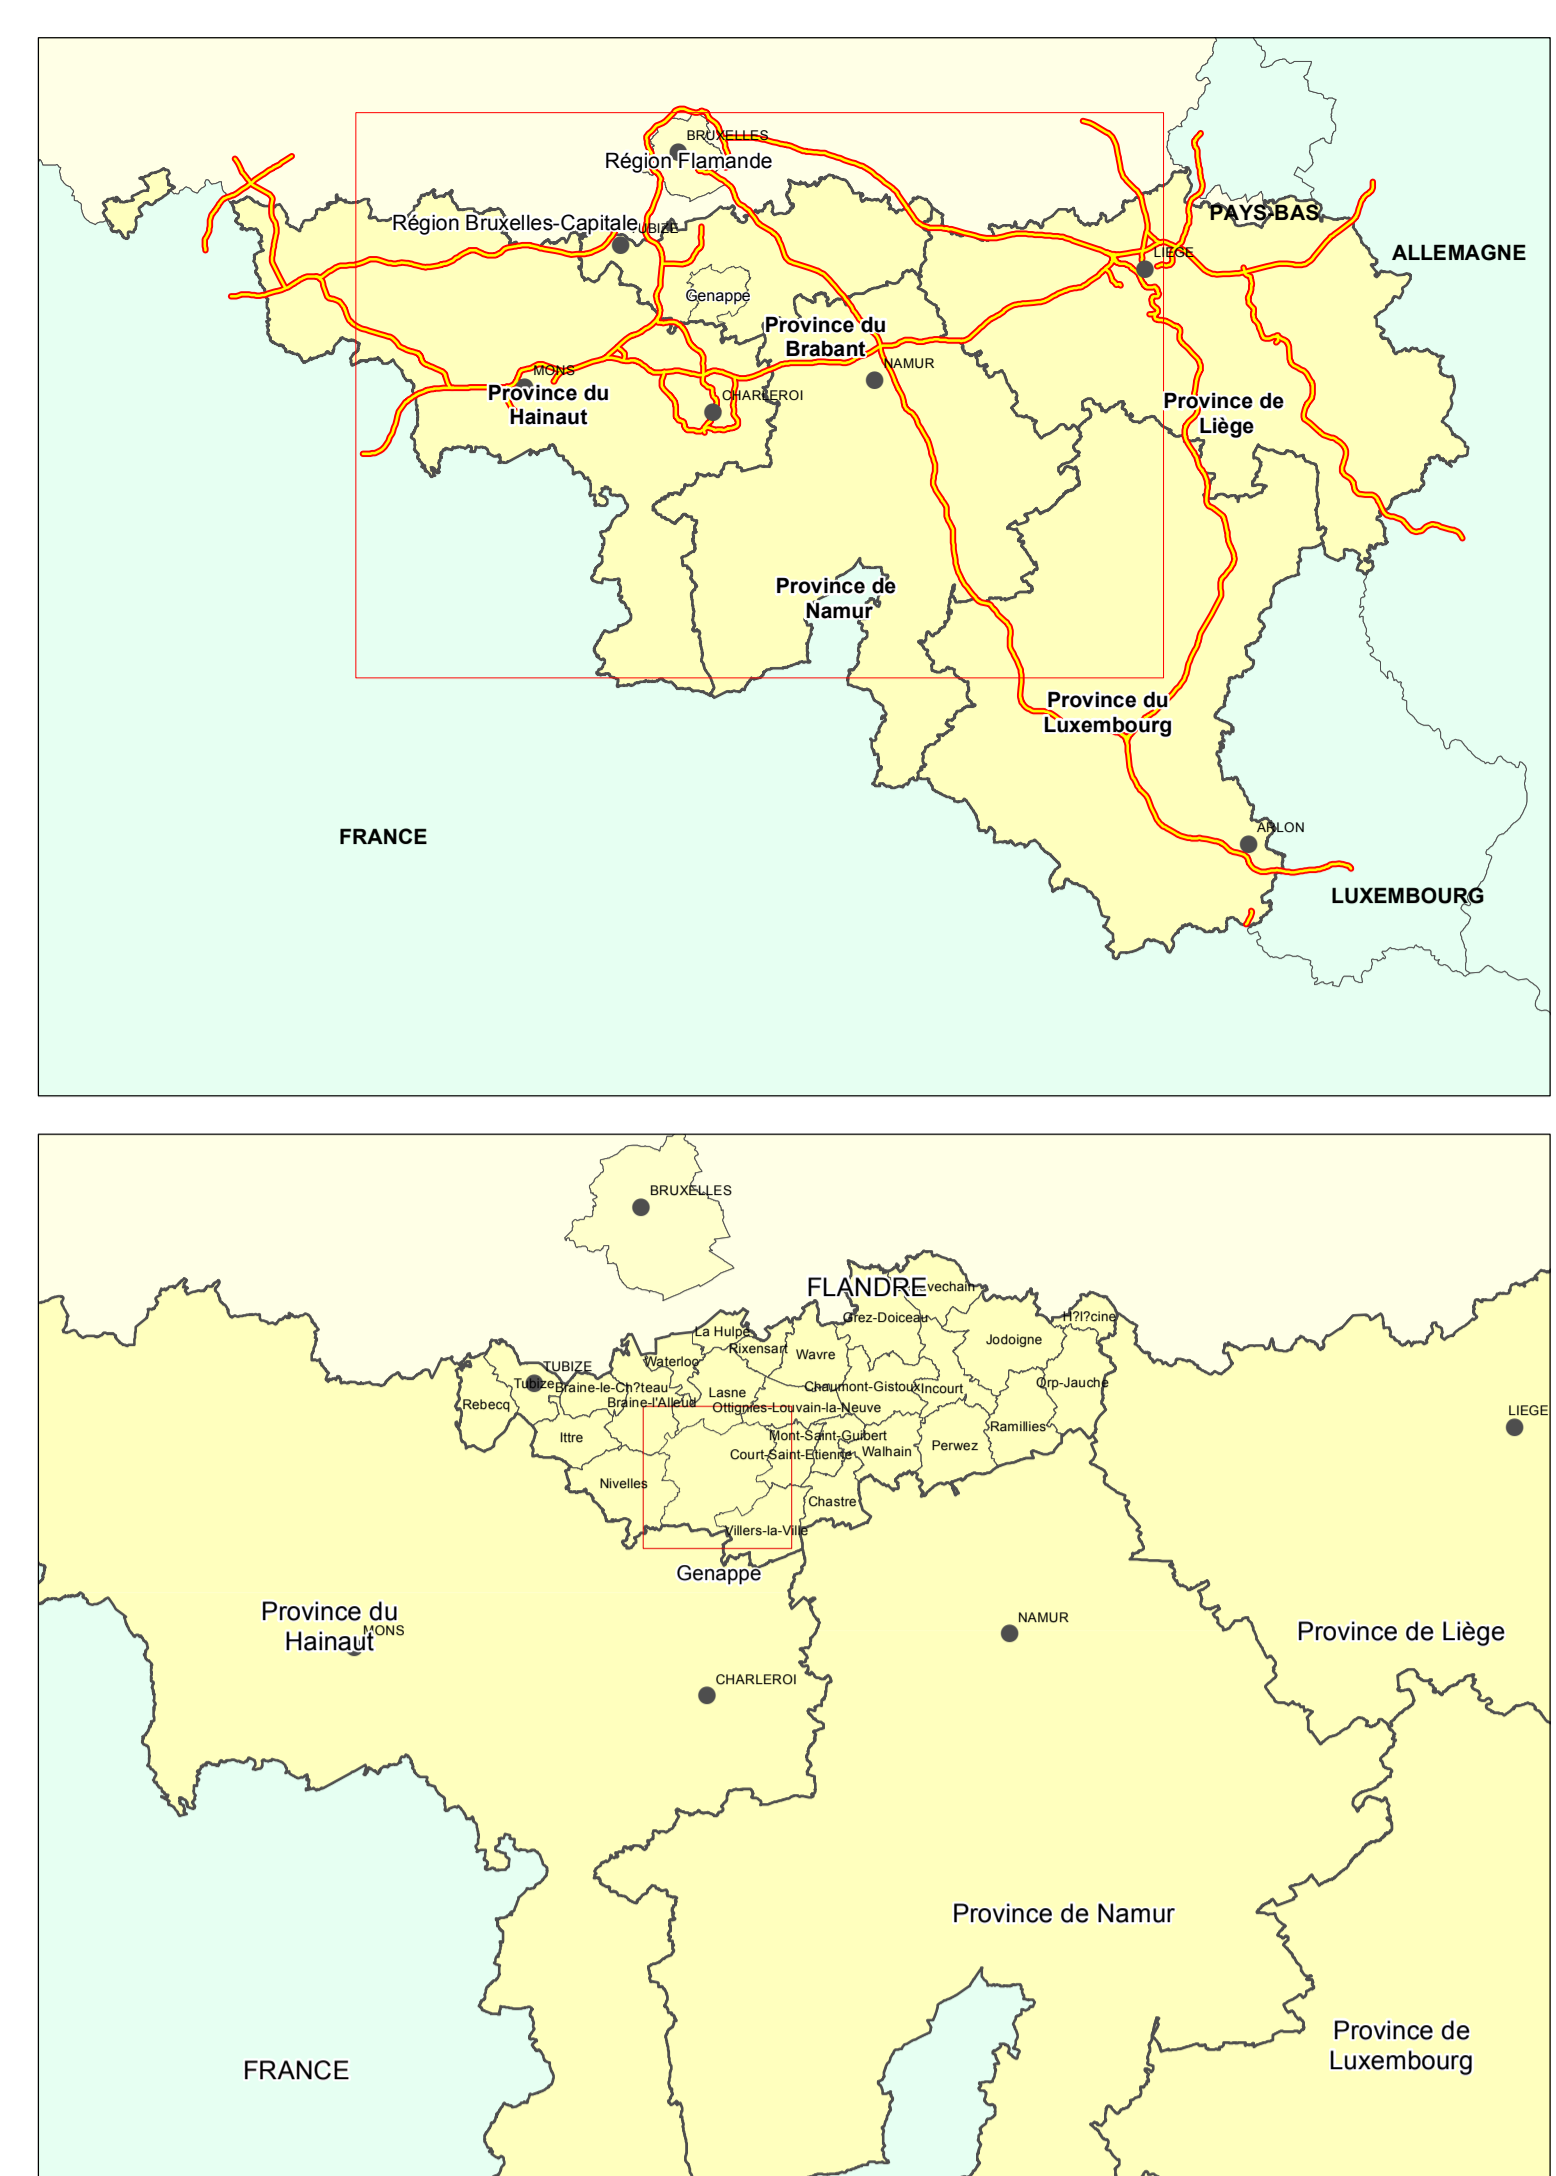 BRUXELLES
Région Flamande
PAYS-BAS
Région Bruxelles-Capitale
ALLEMAGNE
LIEGE
Genappe
Province du
Brabant
NAMUR
MONS
Province du
Hainaut
CHARLEROI
Province de
Liège
Province de
Namur
Province du
Luxembourg
ARLON
FRANCE
LUXEMBOURG
BRUXELLES
FLANDRE
vechain
H?l?cine
Grez-Doiceau
La Hulpe
Jodoigne
Rixensart
Wavre
Waterloo
TUBIZE
Tubize
Braine-le-Ch?teau
Chaumont-Gistoux
Incourt
Orp-Jauche
Lasne
Braine-l'Alleud
Rebecq
Ottignies-Louvain-la-Neuve
LIEGE
Ramillies
Ittre
Mont-Saint-Guibert
Perwez
Walhain
Court-Saint-Etienne
Nivelles
Chastre
Villers-la-Ville
Genappe
Province du
Hainaut
MONS
NAMUR
Province de Liège
CHARLEROI
Province de Namur
Province de
Luxembourg
FRANCE